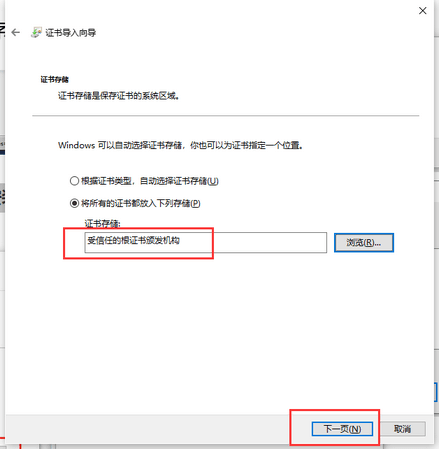 证书导入向导
证书存储
证书存储是保存证书的系统区域。
Windows 可以自动选择证书存储，你也可以为证书指定一个位置。
根据证书类型，自动选择证书存储(U)
将所有的证书都放入下列存储(P)
证书存储:
受信任的根证书颁发机构
浏览(R)...
下一页(N)
取消